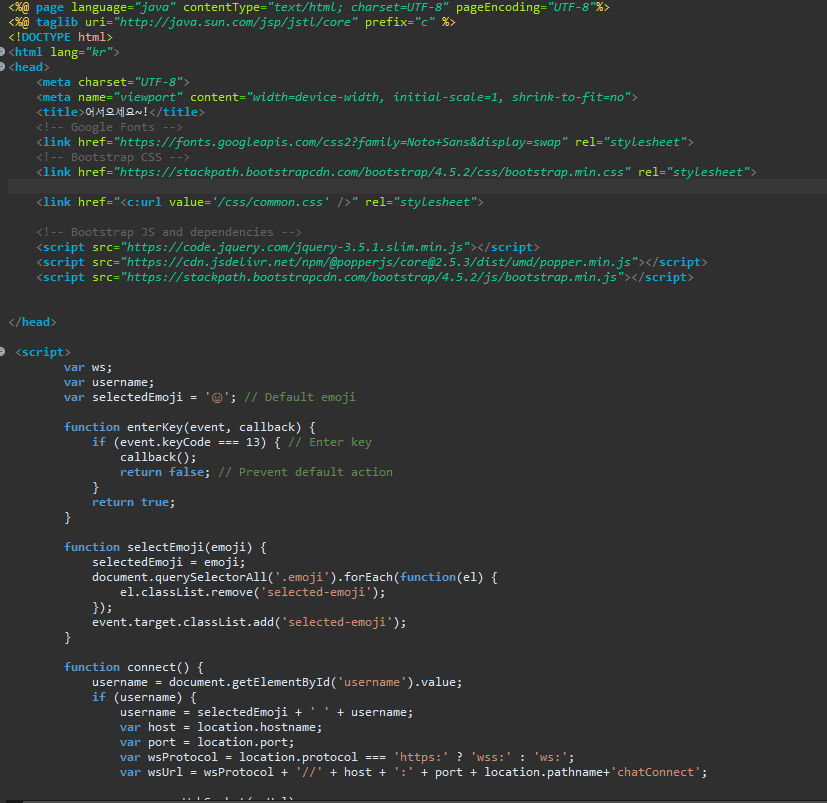 <%@ page language="java" contentType="text/html; charset=UTF-8" pageEncoding="UTF-8"%>
<%@ taglib uri="http://java.sun.com/jsp/jstl/core" prefix="c" %>
<!DOCTYPE html>
<html lang="kr">
<head>
    <meta charset="UTF-8">
    <meta name="viewport" content="width=device-width, initial-scale=1, shrink-to-fit=no">
    <title>어서오세요~!</title>
    <!-- Google Fonts -->
    <link href="https://fonts.googleapis.com/css2?family=Noto+Sans&display=swap" rel="stylesheet">
    <!-- Bootstrap CSS -->
    <link href="https://stackpath.bootstrapcdn.com/bootstrap/4.5.2/css/bootstrap.min.css" rel="stylesheet">
    <link href="<c:url value='/css/common.css' />" rel="stylesheet">
    <!-- Bootstrap JS and dependencies -->
    <script src="https://code.jquery.com/jquery-3.5.1.slim.min.js"></script>
    <script src="https://cdn.jsdelivr.net/npm/@popperjs/core@2.5.3/dist/umd/popper.min.js"></script>
    <script src="https://stackpath.bootstrapcdn.com/bootstrap/4.5.2/js/bootstrap.min.js"></script>
</head>
<script>
        var ws;
        var username;
        var selectedEmoji = '😀'; // Default emoji
        function enterKey(event, callback) {
            if (event.keyCode === 13) { // Enter key
                callback();
                return false; // Prevent default action
            }
            return true;
        }
        function selectEmoji(emoji) {
            selectedEmoji = emoji;
            document.querySelectorAll('.emoji').forEach(function(el) {
                el.classList.remove('selected-emoji');
            });
            event.target.classList.add('selected-emoji');
        }
        function connect() {
            username = document.getElementById('username').value;
            if (username) {
                username = selectedEmoji + ' ' + username;
                var host = location.hostname;
                var port = location.port;
                var wsProtocol = location.protocol === 'https:' ? 'wss:' : 'ws:';
                var wsUrl = wsProtocol + '//' + host + ':' + port + location.pathname+'chatConnect';